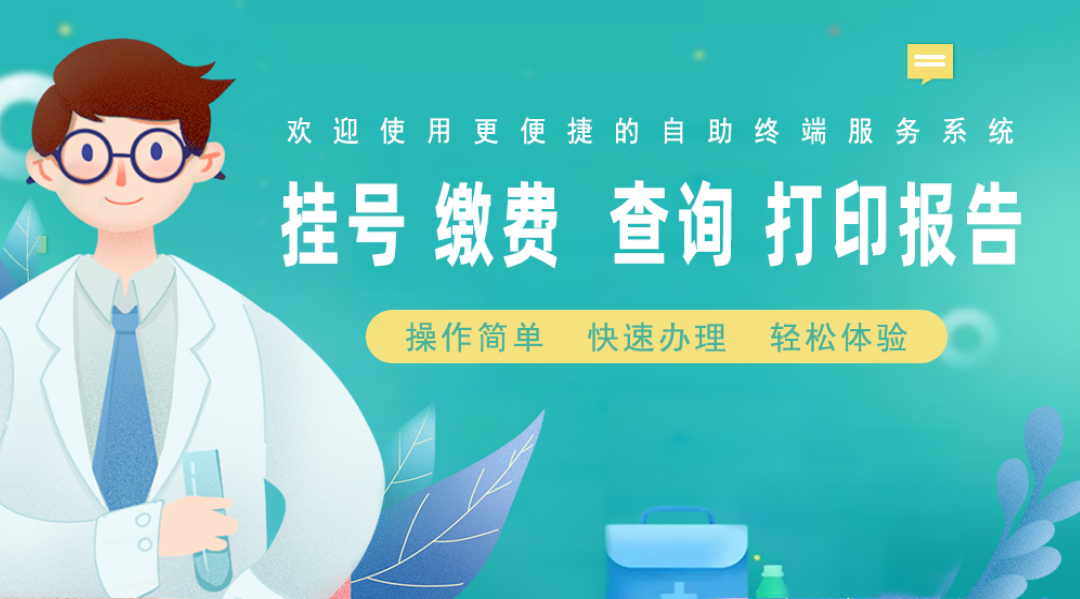 欢迎使用更便捷的自助终端服务系统
挂号 缴费 查询 打印报告
操作简单 快速办理 轻松体验